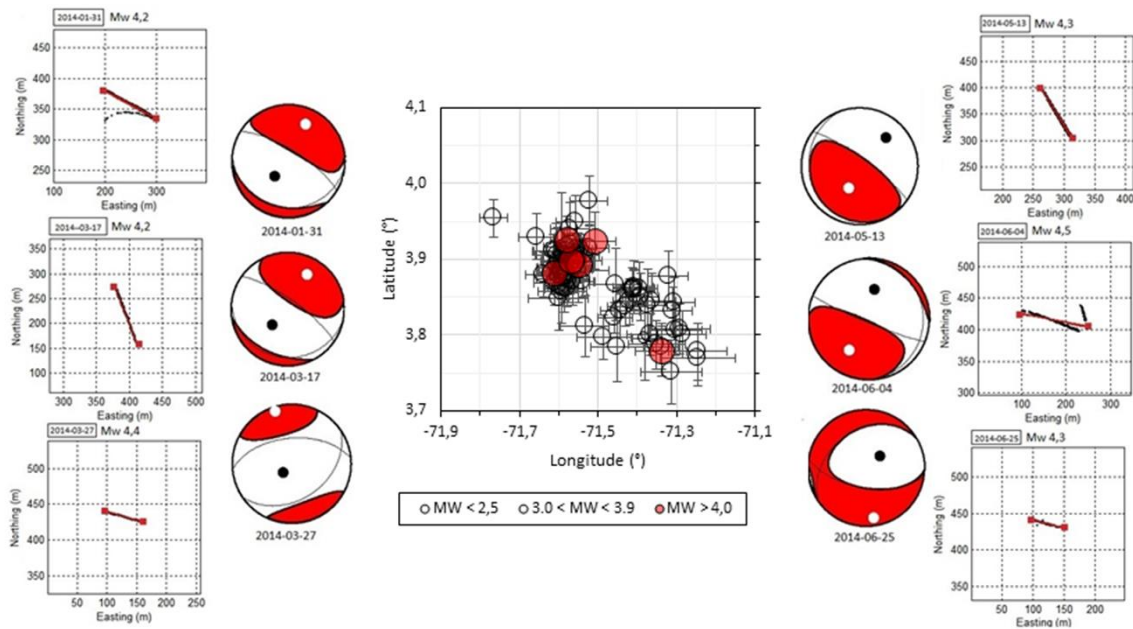 2014-01-31 Mw 4,2
450
400
350
300
250
100 200 300
Northing (m)
Easting (m)
2014-01-31
2014-03-17 Mw 4,2
350
300
250
200
150
100
300 400 500
Northing (m)
Easting (m)
2014-03-17
2014-03-27 Mw 4,4
500
450
400
350
50 100 150 200 250
Northing (m)
Easting (m)
2014-03-27
4,1
4,0
3,9
3,8
3,7
-71,9 -71,7 -71,5 -71,3 -71,1
Latitude (°)
Longitude (°)
MW < 2,5 3.0 < MW < 3.9 MW > 4,0
2014-05-13 Mw 4,3
450
400
350
300
250
200 300 400
Northing (m)
Easting (m)
2014-05-13
2014-06-04 Mw 4,5
500
450
400
350
300
100 200 300
Northing (m)
Easting (m)
2014-06-04
2014-06-25 Mw 4,3
500
450
400
350
50 100 150 200
Northing (m)
Easting (m)
2014-06-25